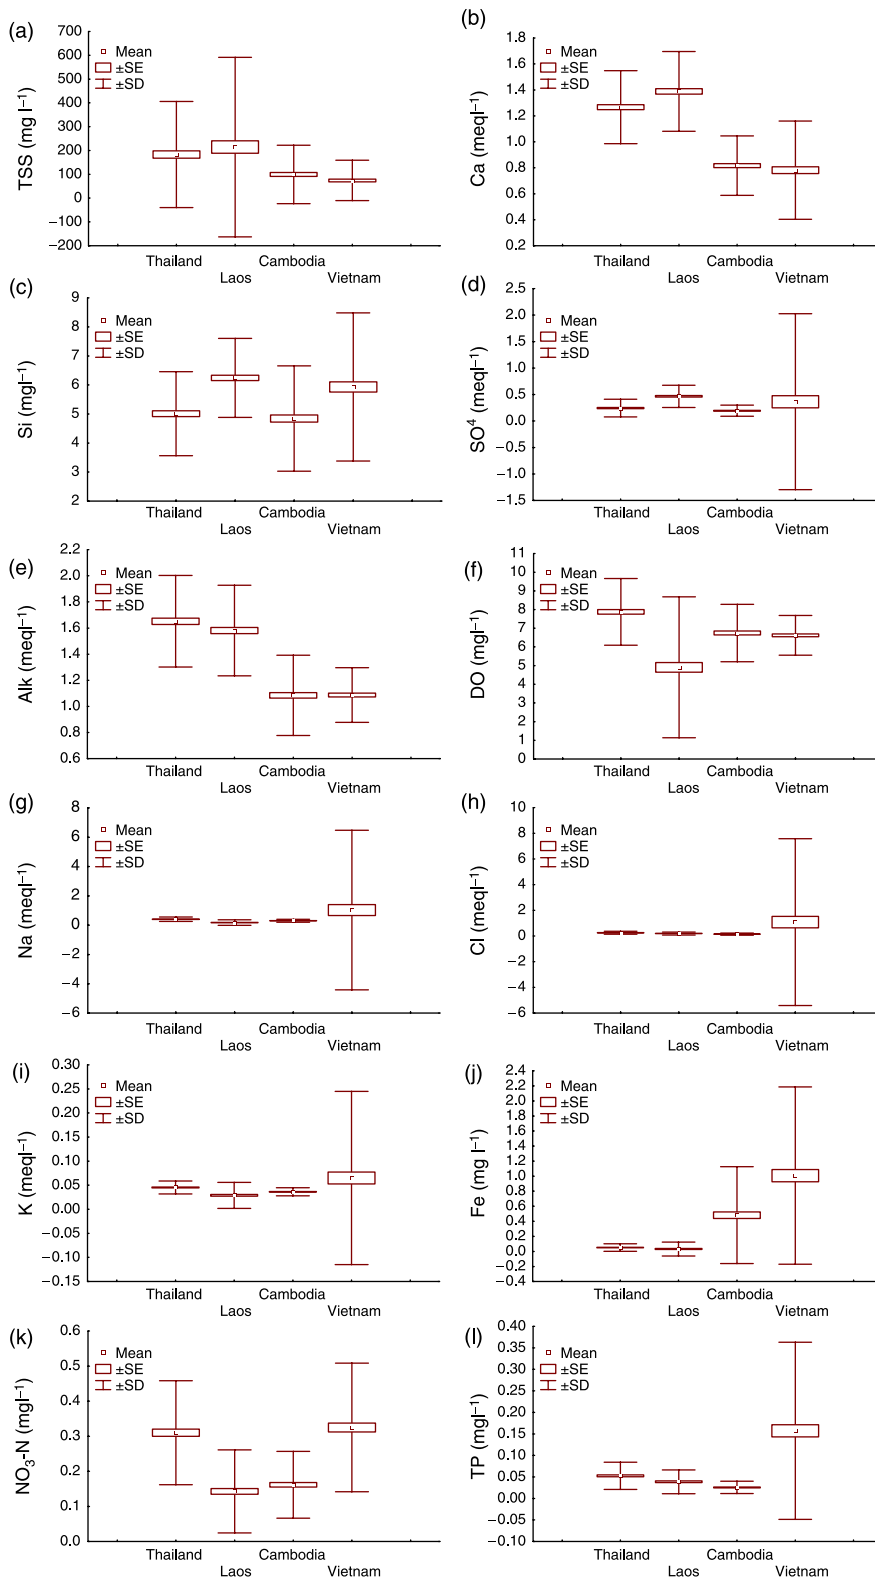 (a)
700
600
500
400
300
200
100
0
−100
−200
TSS (mg l⁻¹)
Mean
±SE
±SD
Thailand
Laos
Cambodia
Vietnam
(b)
1.8
1.6
1.4
1.2
1.0
0.8
0.6
0.4
0.2
Ca (meql⁻¹)
Mean
±SE
±SD
Thailand
Laos
Cambodia
Vietnam
(c)
9
8
7
6
5
4
3
2
Si (mgl⁻¹)
Mean
±SE
±SD
Thailand
Laos
Cambodia
Vietnam
(d)
2.5
2.0
1.5
1.0
0.5
0.0
−0.5
−1.0
−1.5
SO⁴ (meql⁻¹)
Mean
±SE
±SD
Thailand
Laos
Cambodia
Vietnam
(e)
2.2
2.0
1.8
1.6
1.4
1.2
1.0
0.8
0.6
Alk (meql⁻¹)
Mean
±SE
±SD
Thailand
Laos
Cambodia
Vietnam
(f)
11
10
9
8
7
6
5
4
3
2
1
0
DO (mgl⁻¹)
Mean
±SE
±SD
Thailand
Laos
Cambodia
Vietnam
(g)
8
6
4
2
0
−2
−4
−6
Na (meql⁻¹)
Mean
±SE
±SD
Thailand
Laos
Cambodia
Vietnam
(h)
10
8
6
4
2
0
−2
−4
−6
Cl (meql⁻¹)
Mean
±SE
±SD
Thailand
Laos
Cambodia
Vietnam
(i)
0.30
0.25
0.20
0.15
0.10
0.05
0.00
−0.05
−0.10
−0.15
K (meql⁻¹)
Mean
±SE
±SD
Thailand
Laos
Cambodia
Vietnam
(j)
2.4
2.2
2.0
1.8
1.6
1.4
1.2
1.0
0.8
0.6
0.4
0.2
0.0
−0.2
−0.4
Fe (mg l⁻¹)
Mean
±SE
±SD
Thailand
Laos
Cambodia
Vietnam
(k)
0.6
0.5
0.4
0.3
0.2
0.1
0.0
NO₃-N (mgl⁻¹)
Mean
±SE
±SD
Thailand
Laos
Cambodia
Vietnam
(l)
0.40
0.35
0.30
0.25
0.20
0.15
0.10
0.05
0.00
−0.05
−0.10
TP (mgl⁻¹)
Mean
±SE
±SD
Thailand
Laos
Cambodia
Vietnam